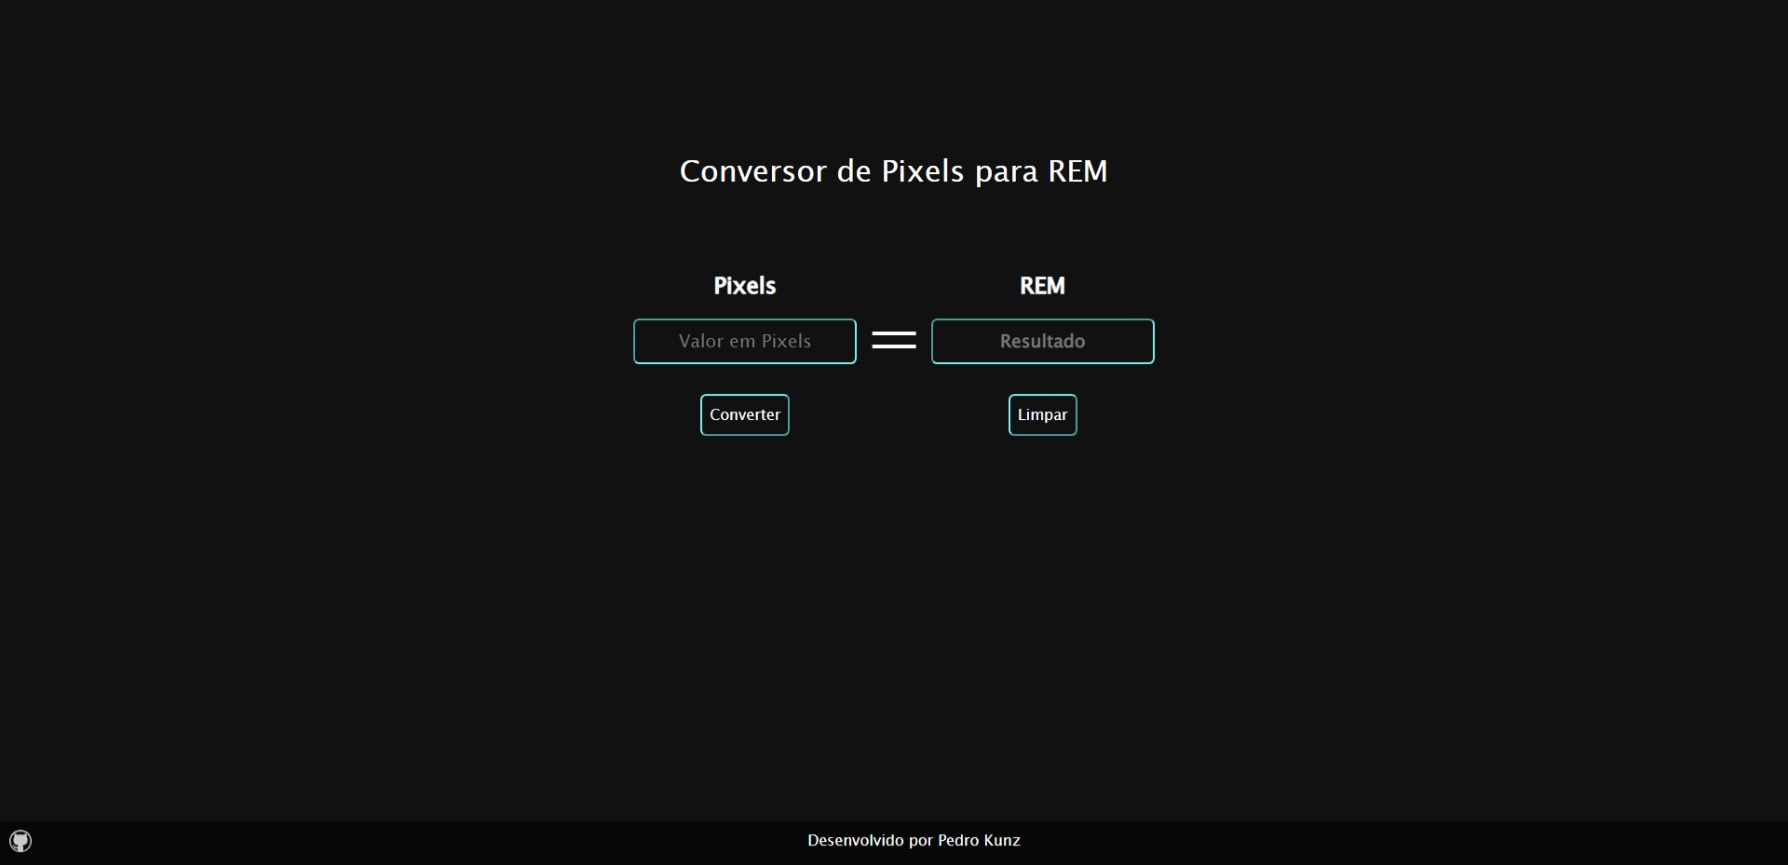 Conversor de Pixels para REM
Pixels
REM
Valor em Pixels
Resultado
Converter
Limpar
Desenvolvido por Pedro Kunz